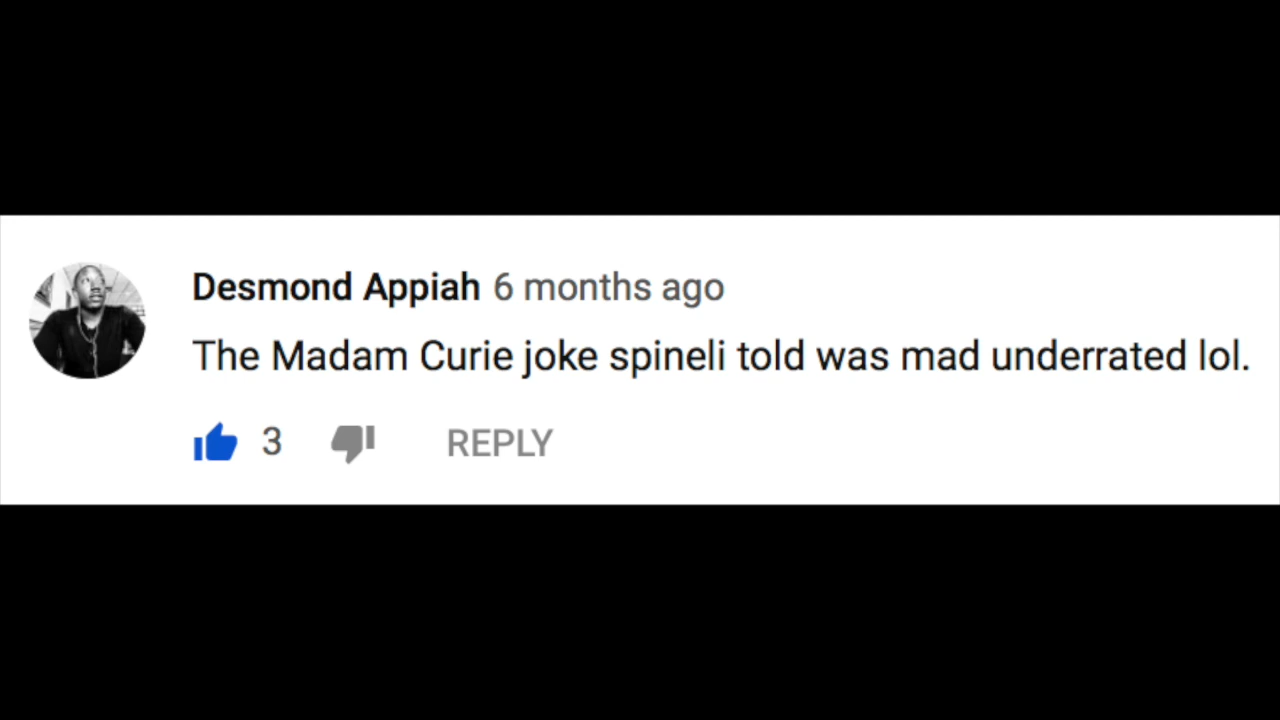 Desmond Appiah 6 months ago
The Madam Curie joke spineli told was mad underrated lol.
3 REPLY